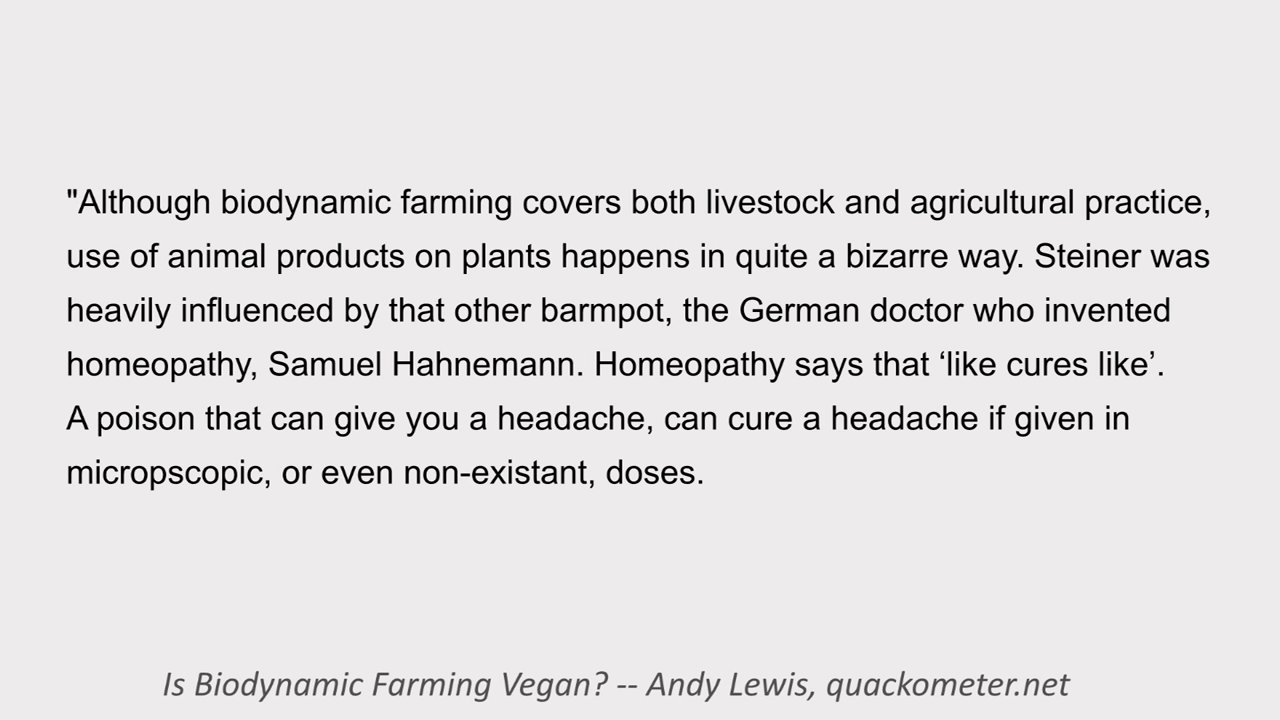 "Although biodynamic farming covers both livestock and agricultural practice,
use of animal products on plants happens in quite a bizarre way. Steiner was
heavily influenced by that other barmpot, the German doctor who invented
homeopathy, Samuel Hahnemann. Homeopathy says that ‘like cures like’.
A poison that can give you a headache, can cure a headache if given in
micropscopic, or even non-existant, doses.
Is Biodynamic Farming Vegan? -- Andy Lewis, quackometer.net